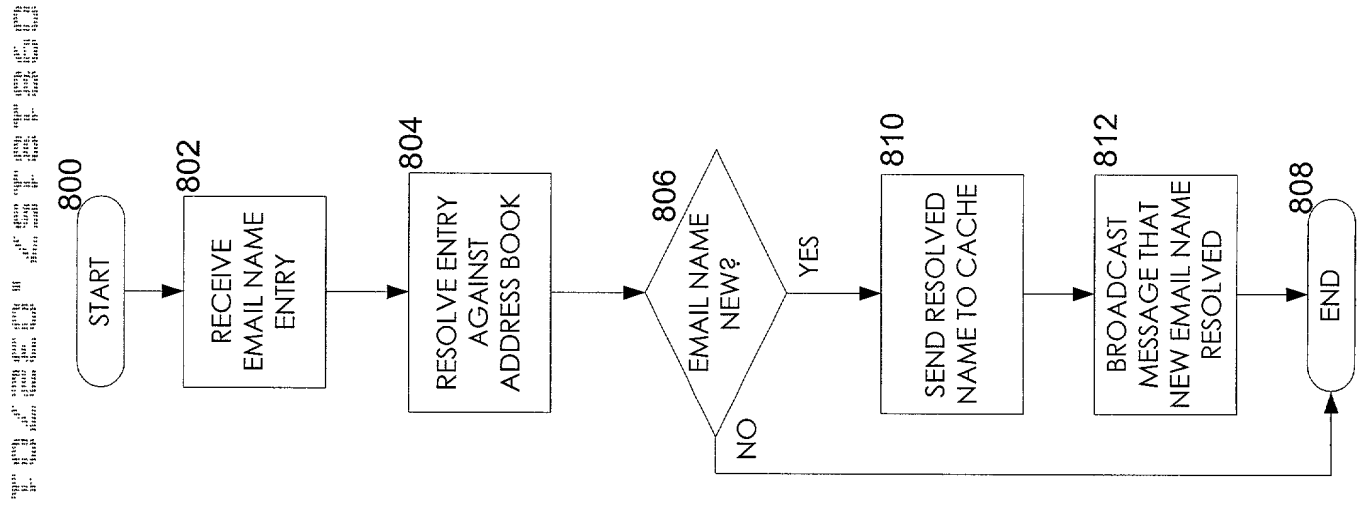 800
START
802
RECEIVE
EMAIL NAME
ENTRY
804
RESOLVE ENTRY
AGAINST
ADDRESS BOOK
806
EMAIL NAME
NEW?
YES
NO
810
SEND RESOLVED
NAME TO CACHE
812
BROADCAST
MESSAGE THAT
NEW EMAIL NAME
RESOLVED
808
END